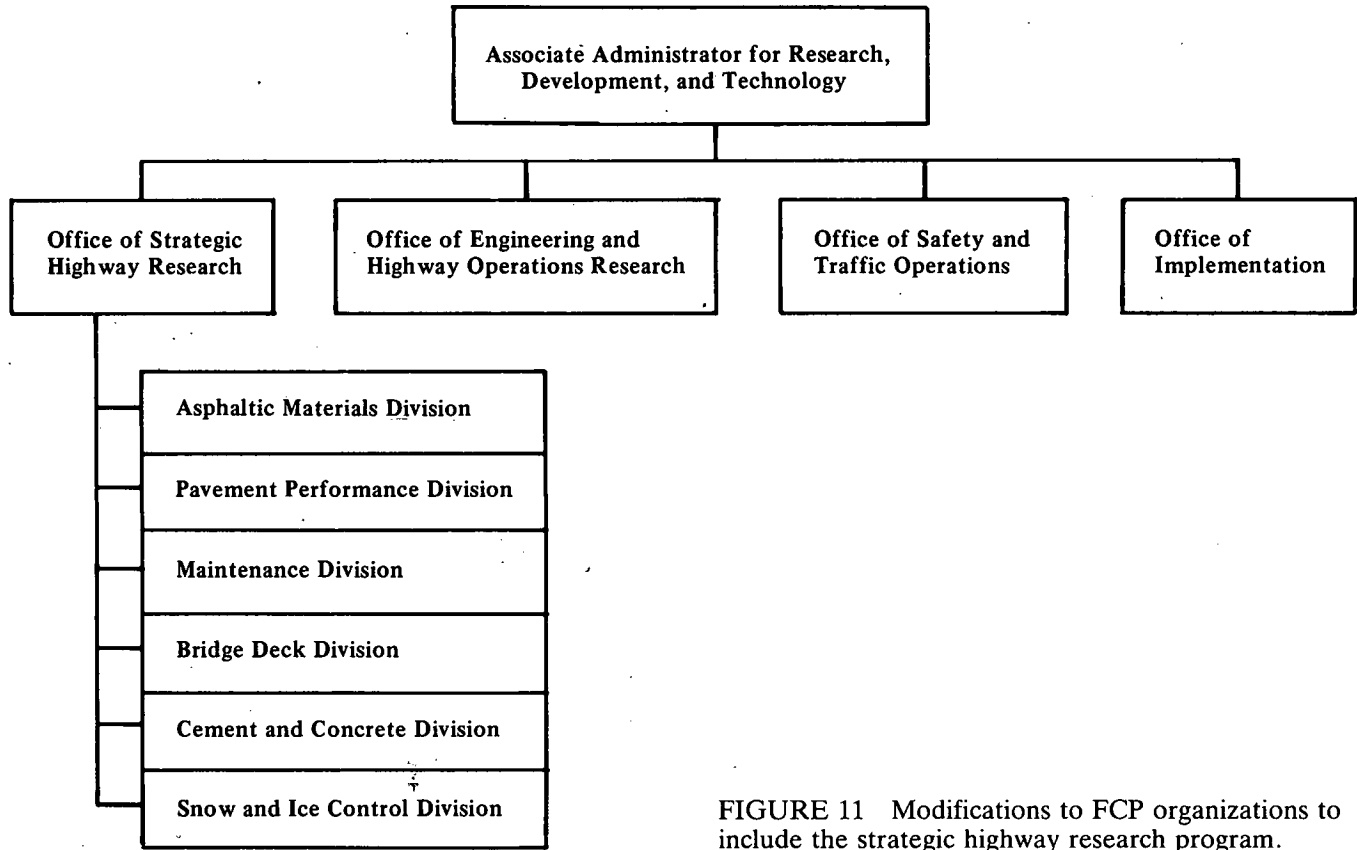 Associate Administrator for Research,
Development, and Technology
Office of Strategic
Highway Research
Office of Engineering and
Highway Operations Research
Office of Safety and
Traffic Operations
Office of
Implementation
Asphaltic Materials Division
Pavement Performance Division
Maintenance Division
Bridge Deck Division
Cement and Concrete Division
Snow and Ice Control Division
FIGURE 11 Modifications to FCP organizations to
include the strategic highway research program.